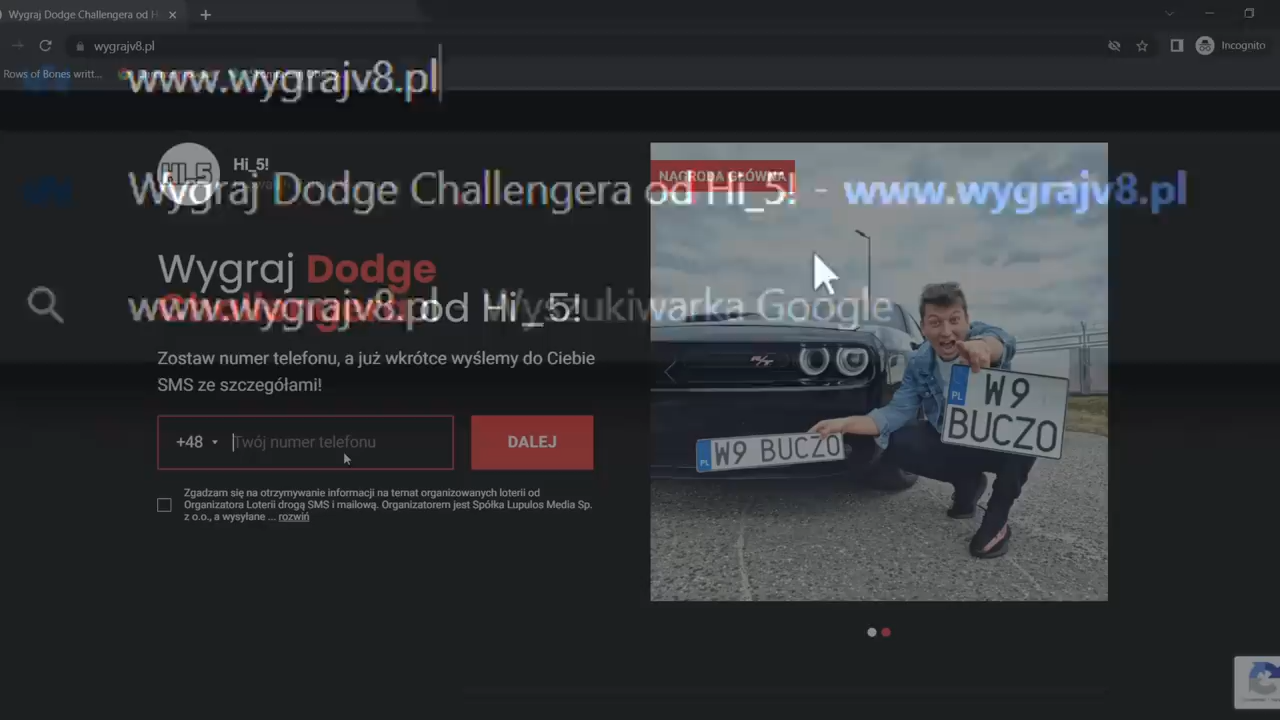 Wygraj Dodge Challengera od H
wygrajv8.pl
Incognito
Rows of Bones writt...
www.wygrajv8.pl
HI_5
Hi_5!
NAGRODA GŁÓWNA
Wygraj Dodge Challengera od Hi_5! - www.wygrajv8.pl
Wygraj Dodge
od Hi_5!
www.wygrajv8.pl - Wyszukiwarka Google
Zostaw numer telefonu, a już wkrótce wyślemy do Ciebie
SMS ze szczegółami!
+48
Twój numer telefonu
DALEJ
Zgadzam się na otrzymywanie informacji na temat organizowanych loterii od
Organizatora Loterii drogą SMS i mailową. Organizatorem jest Spółka Lupulos Media Sp.
z o.o., a wysyłane ... rozwiń
R/T
PL W9 BUCZO
PL W9
BUCZO